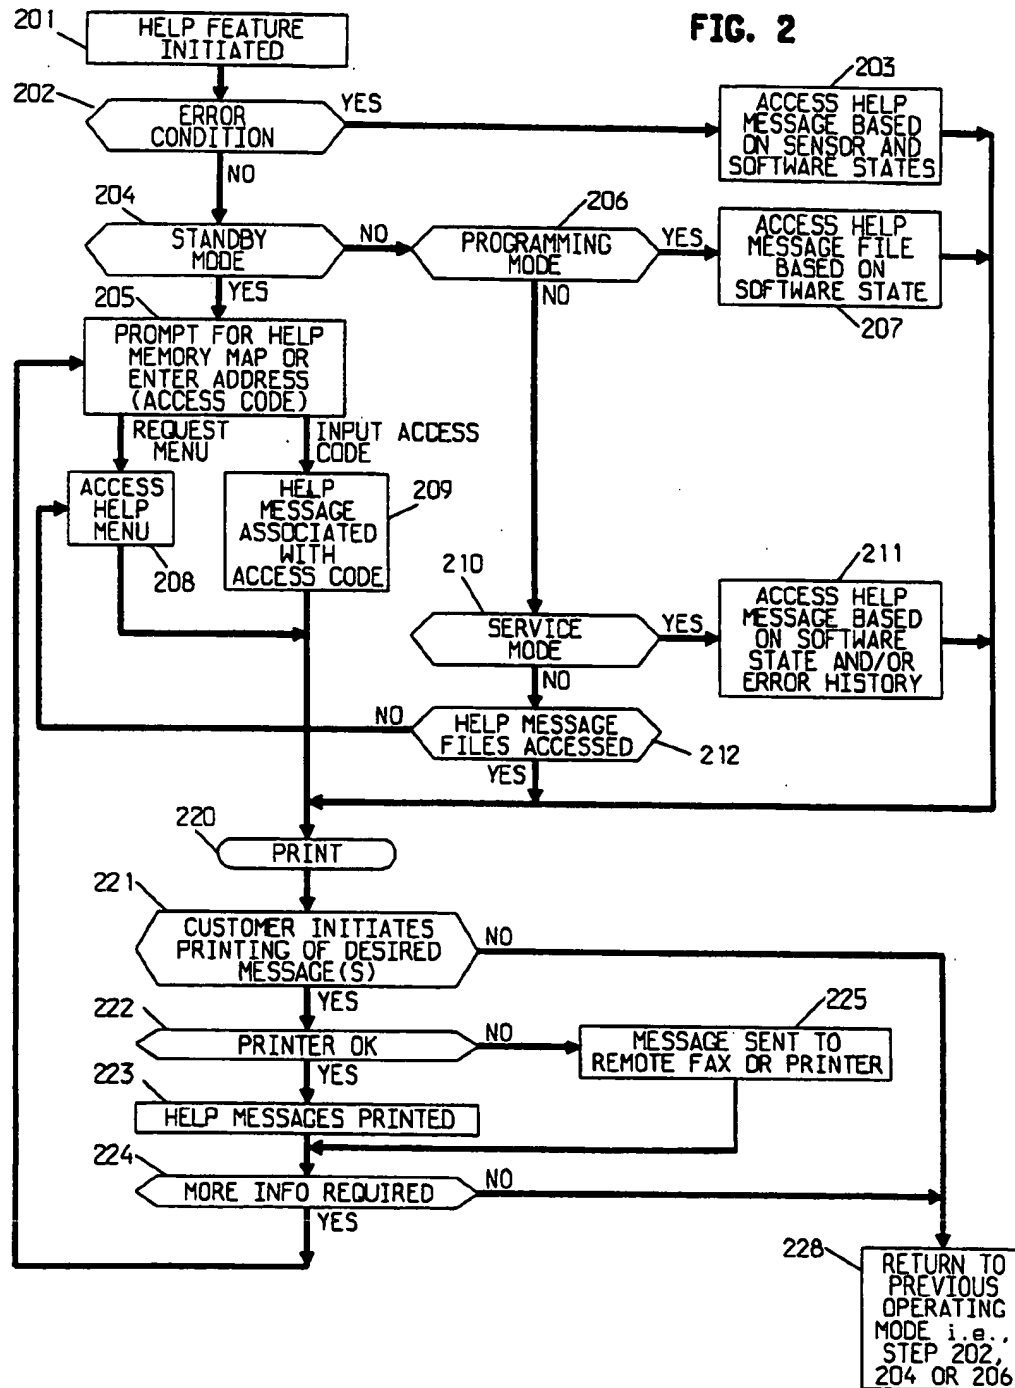 FIG. 2
201
HELP FEATURE
INITIATED
202
ERROR
CONDITION
YES
NO
203
ACCESS HELP
MESSAGE BASED
ON SENSOR AND
SOFTWARE STATES
204
STANDBY
MODE
NO
YES
206
PROGRAMMING
MODE
YES
NO
ACCESS HELP
MESSAGE FILE
BASED ON
SOFTWARE STATE
207
205
PROMPT FOR HELP
MEMORY MAP OR
ENTER ADDRESS
(ACCESS CODE)
REQUEST
MENU
INPUT ACCESS
CODE
ACCESS
HELP
MENU
208
HELP
MESSAGE
ASSOCIATED
WITH
ACCESS CODE
209
210
SERVICE
MODE
YES
NO
211
ACCESS HELP
MESSAGE BASED
ON SOFTWARE
STATE AND/OR
ERROR HISTORY
NO
HELP MESSAGE
FILES ACCESSED
212
YES
220
PRINT
221
CUSTOMER INITIATES
PRINTING OF DESIRED
MESSAGE(S)
NO
YES
222
PRINTER OK
NO
YES
225
MESSAGE SENT TO
REMOTE FAX OR PRINTER
223
HELP MESSAGES PRINTED
224
MORE INFO REQUIRED
NO
YES
228
RETURN TO
PREVIOUS
OPERATING
MODE i.e.,
STEP 202,
204 OR 206